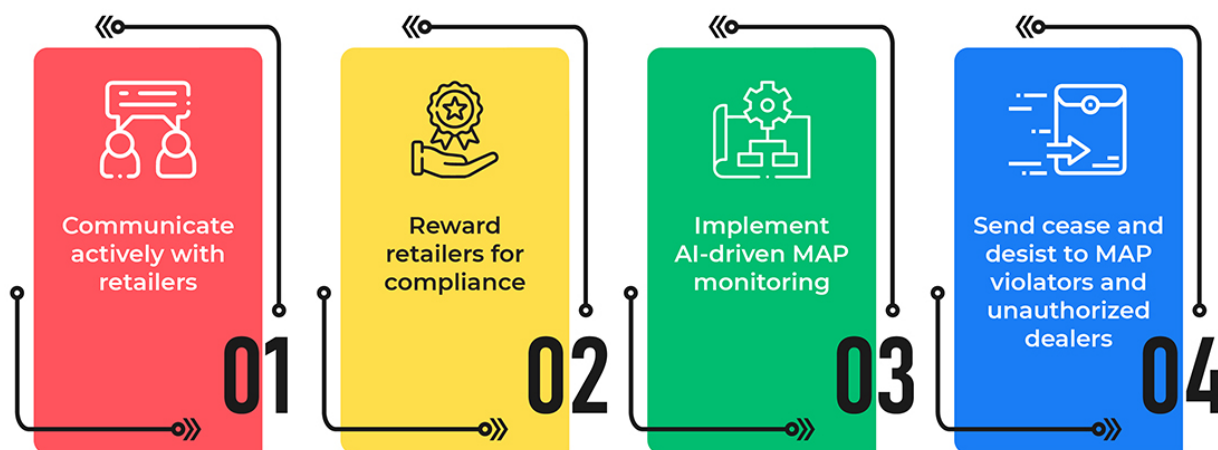 Communicate
actively with
retailers
01
Reward
retailers for
compliance
02
Implement
AI-driven MAP
monitoring
03
Send cease and
desist to MAP
violators and
unauthorized
dealers
04